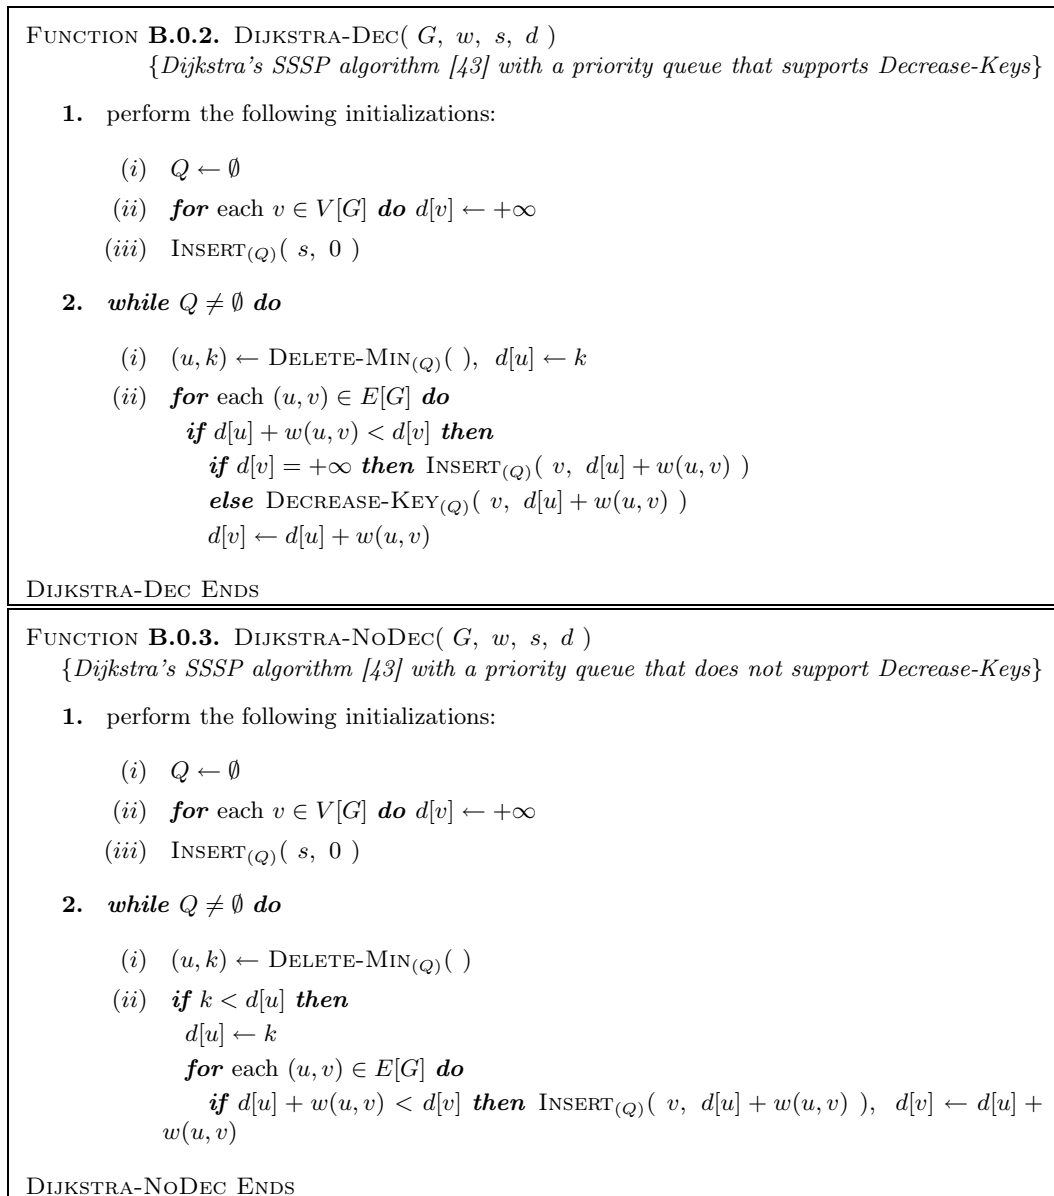 FUNCTION B.0.2. DIJKSTRA-DEC( G, w, s, d )
{Dijkstra's SSSP algorithm [43] with a priority queue that supports Decrease-Keys}
1. perform the following initializations:
(i) Q ← ∅
(ii) for each v ∈ V[G] do d[v] ← +∞
(iii) INSERT(Q)( s, 0 )
2. while Q ≠ ∅ do
(i) (u, k) ← DELETE-MIN(Q)( ), d[u] ← k
(ii) for each (u, v) ∈ E[G] do
if d[u] + w(u, v) < d[v] then
if d[v] = +∞ then INSERT(Q)( v, d[u] + w(u, v) )
else DECREASE-KEY(Q)( v, d[u] + w(u, v) )
d[v] ← d[u] + w(u, v)
DIJKSTRA-DEC ENDS
FUNCTION B.0.3. DIJKSTRA-NODEC( G, w, s, d )
{Dijkstra's SSSP algorithm [43] with a priority queue that does not support Decrease-Keys}
1. perform the following initializations:
(i) Q ← ∅
(ii) for each v ∈ V[G] do d[v] ← +∞
(iii) INSERT(Q)( s, 0 )
2. while Q ≠ ∅ do
(i) (u, k) ← DELETE-MIN(Q)( )
(ii) if k < d[u] then
d[u] ← k
for each (u, v) ∈ E[G] do
if d[u] + w(u, v) < d[v] then INSERT(Q)( v, d[u] + w(u, v) ), d[v] ← d[u] +
w(u, v)
DIJKSTRA-NODEC ENDS